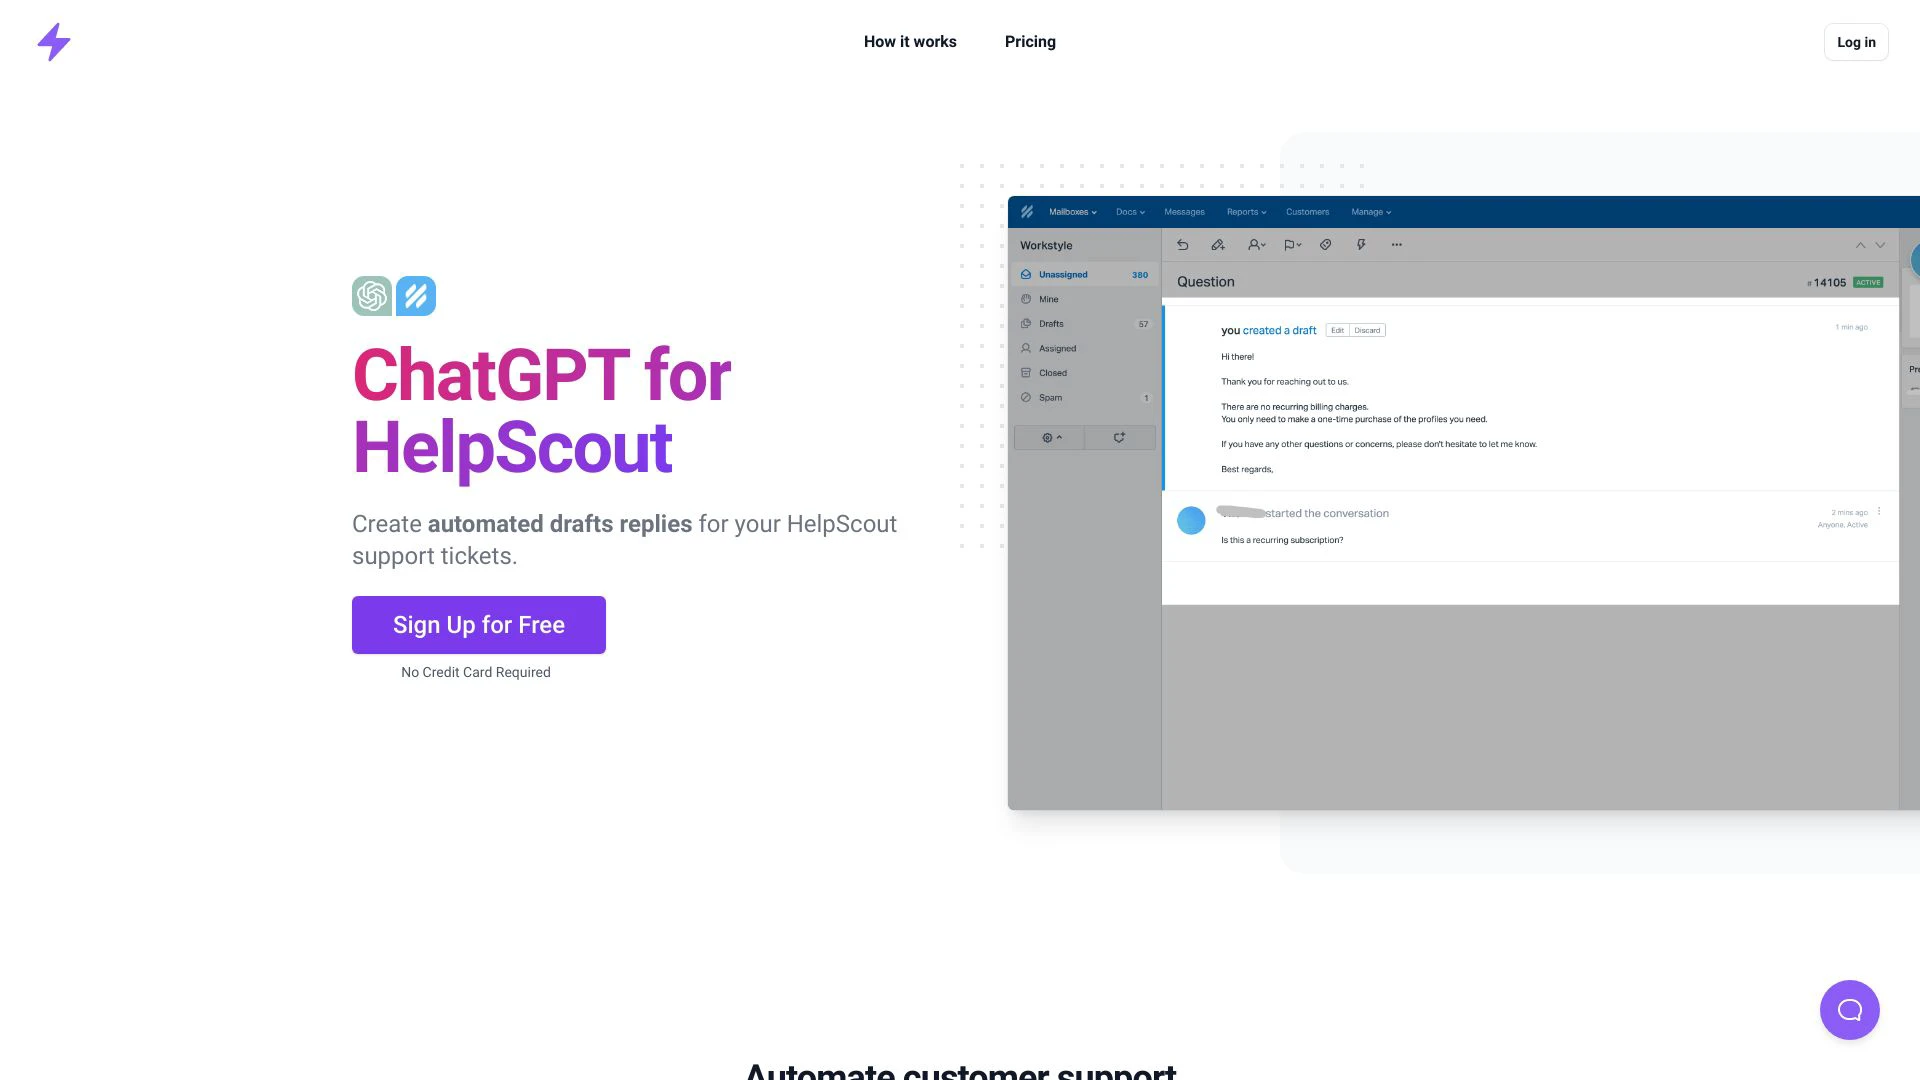 How it works
Pricing
Log in
ChatGPT for
HelpScout
Create automated drafts replies for your HelpScout
support tickets.
Sign Up for Free
No Credit Card Required
Mailboxes
Docs
Messages
Reports
Customers
Manage
Workstyle
Unassigned 380
Mine
Drafts 57
Assigned
Closed
Spam 1
Question
# 14105 ACTIVE
you created a draft Edit Discard
1 min ago
Hi there!
Thank you for reaching out to us.
There are no recurring billing charges.
You only need to make a one-time purchase of the profiles you need.
If you have any other questions or concerns, please don't hesitate to let me know.
Best regards,
started the conversation
2 mins ago
Anyone, Active
Is this a recurring subscription?
Automate customer support